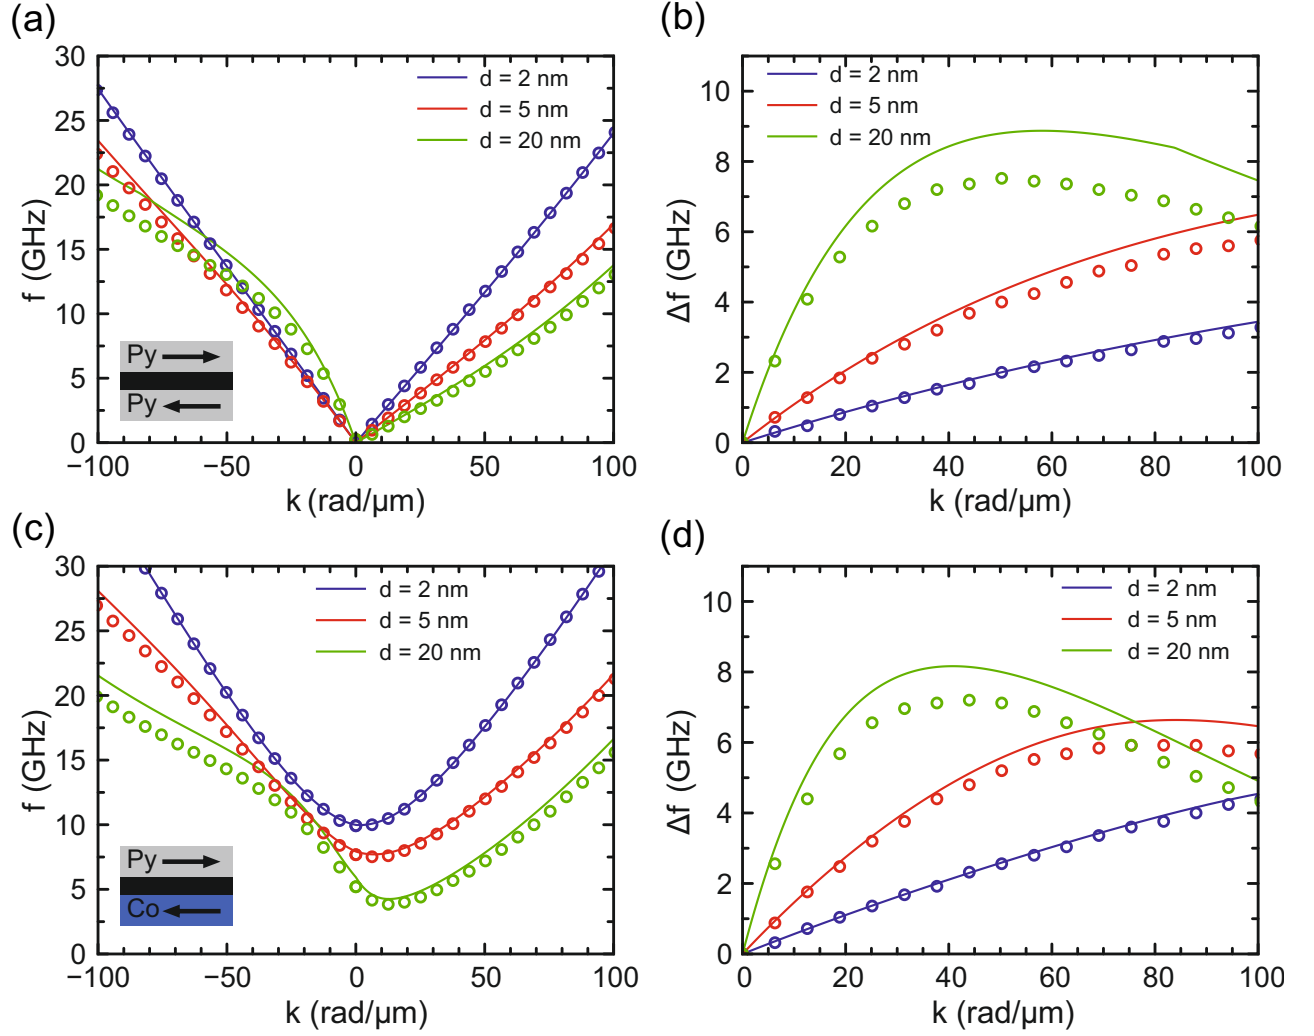 (a)
30
25
20
15
10
5
0
f (GHz)
−100
−50
0
50
100
k (rad/µm)
d = 2 nm
d = 5 nm
d = 20 nm
Py
Py
(b)
10
8
6
4
2
0
Δf (GHz)
0
20
40
60
80
100
k (rad/µm)
d = 2 nm
d = 5 nm
d = 20 nm
(c)
30
25
20
15
10
5
0
f (GHz)
−100
−50
0
50
100
k (rad/µm)
d = 2 nm
d = 5 nm
d = 20 nm
Py
Co
(d)
10
8
6
4
2
0
Δf (GHz)
0
20
40
60
80
100
k (rad/µm)
d = 2 nm
d = 5 nm
d = 20 nm